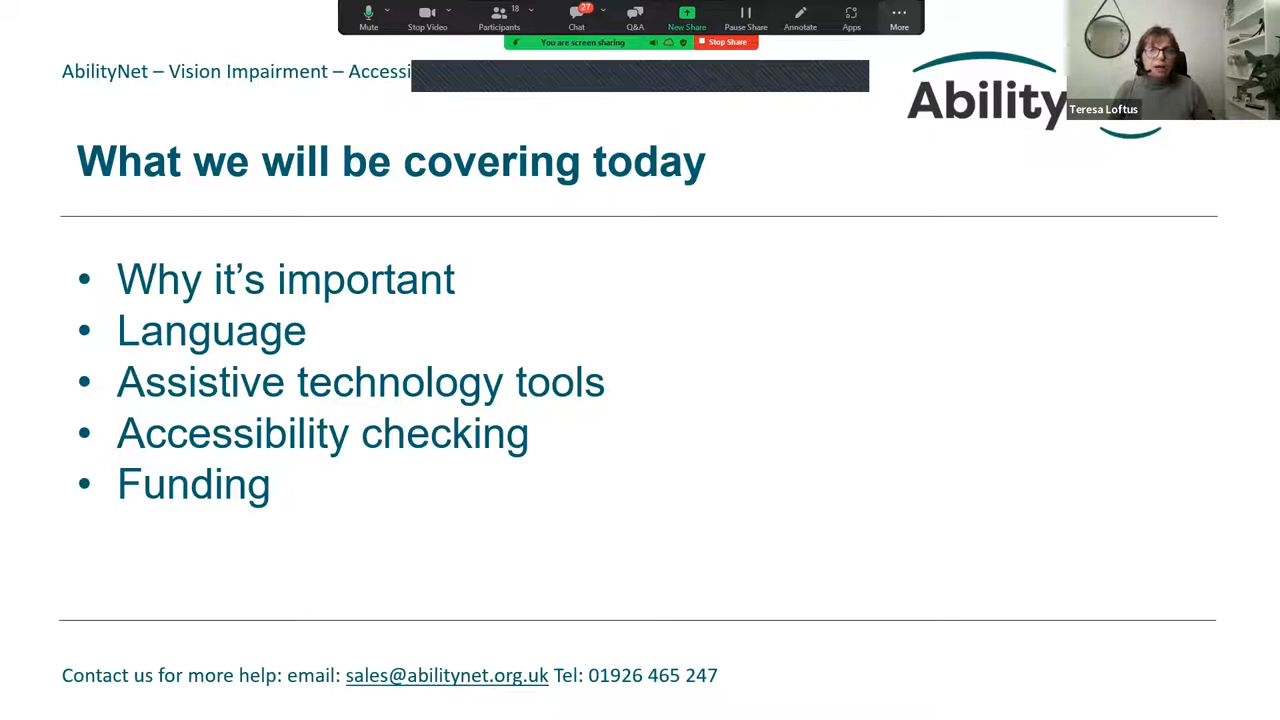 Mute
Stop Video
18
Participants
27
Chat
Q&A
New Share
Pause Share
Annotate
Apps
More
You are screen sharing
Stop Share
AbilityNet – Vision Impairment – Accessi
Ability
Teresa Loftus
What we will be covering today
• Why it’s important
• Language
• Assistive technology tools
• Accessibility checking
• Funding
Contact us for more help: email: sales@abilitynet.org.uk Tel: 01926 465 247